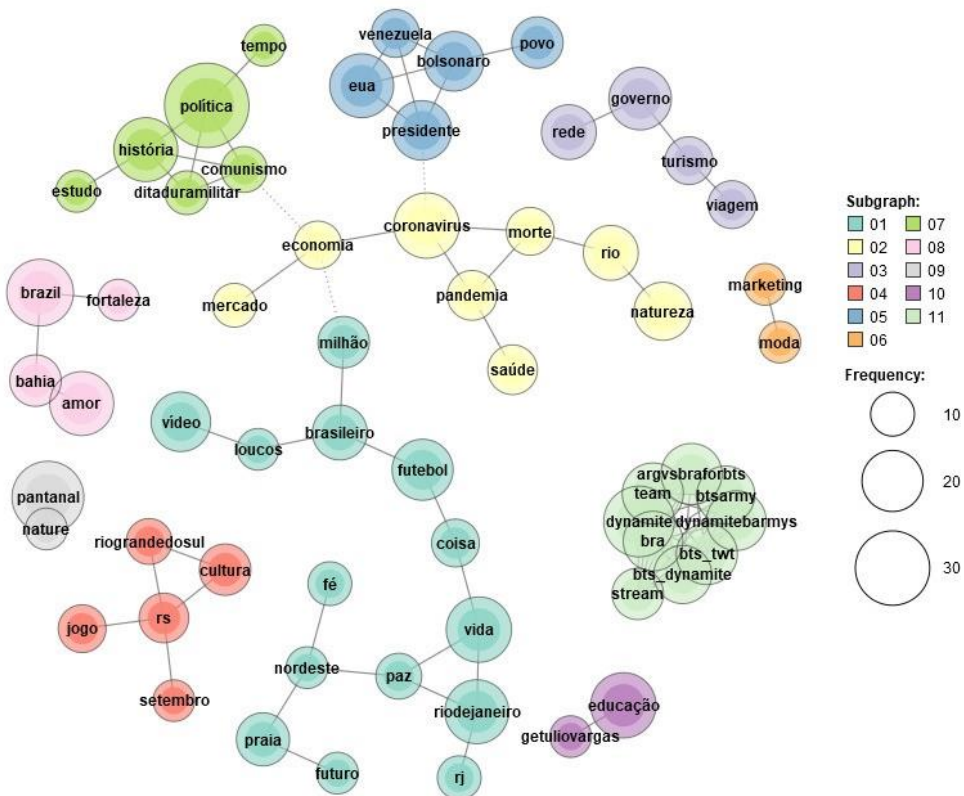 tempo
política
história
comunismo
estudo
ditaduramilitar
venezuela
bolsonaro
povo
eua
presidente
governo
rede
turismo
viagem
coronavirus
economia
morte
rio
mercado
pandemia
natureza
saúde
brazil
fortaleza
bahia
amor
marketing
moda
milhão
vídeo
loucos
brasileiro
futebol
coisa
pantanal
nature
riograndedosul
cultura
jogo
rs
setembro
fé
vida
nordeste
paz
riodejaneiro
praia
futuro
rj
argvsbraforbts
team
btsarmy
dynamite
dynamitebarmys
bra
bts_twt
bts_dynamite
stream
educação
getuliovargas
Subgraph:
01 07
02 08
03 09
04 10
05 11
06
Frequency:
10
20
30